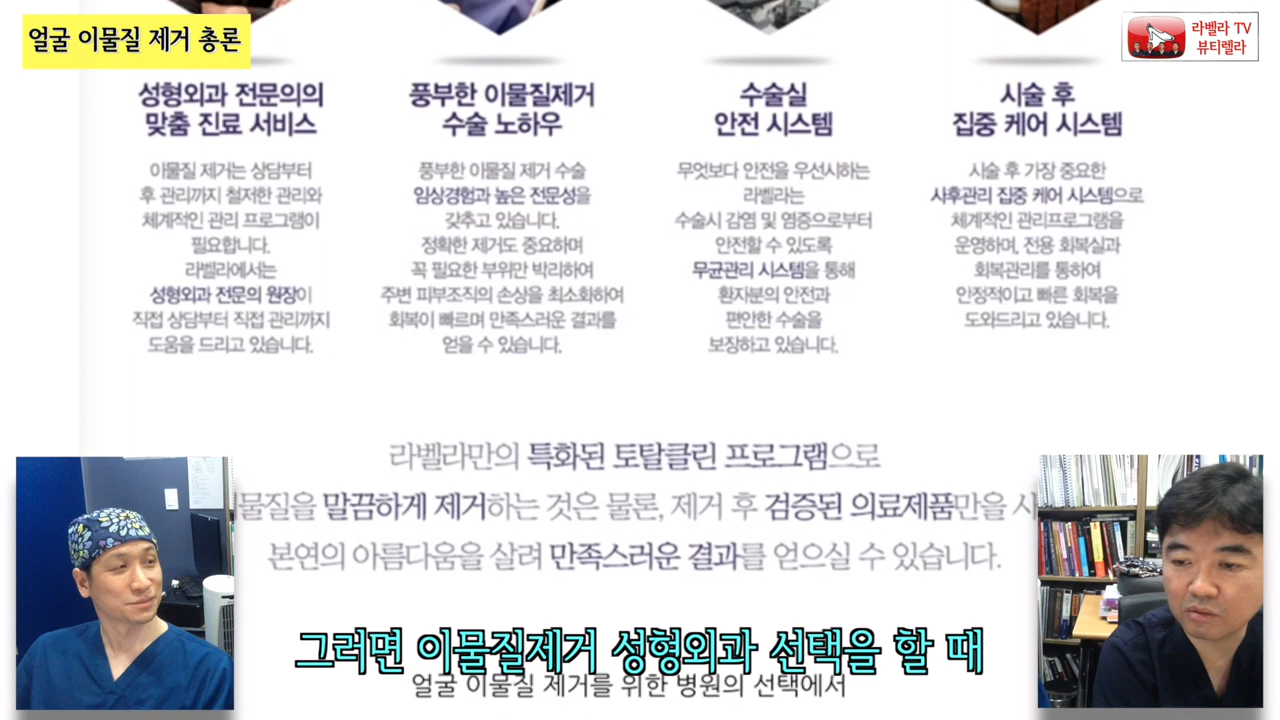 얼굴 이물질 제거 총론
라벨라 TV
뷰티렐라
성형외과 전문의의
맞춤 진료 서비스
이물질 제거는 상담부터
후 관리까지 철저한 관리와
체계적인 관리 프로그램이
필요합니다.
라벨라에서는
성형외과 전문의 원장이
직접 상담부터 직접 관리까지
도움을 드리고 있습니다.
풍부한 이물질제거
수술 노하우
풍부한 이물질 제거 수술
임상경험과 높은 전문성을
갖추고 있습니다.
정확한 제거도 중요하며
꼭 필요한 부위만 박리하여
주변 피부조직의 손상을 최소화하여
회복이 빠르며 만족스러운 결과를
얻을 수 있습니다.
수술실
안전 시스템
무엇보다 안전을 우선시하는
라벨라는
수술시 감염 및 염증으로부터
안전할 수 있도록
무균관리 시스템을 통해
환자분의 안전과
편안한 수술을
보장하고 있습니다.
시술 후
집중 케어 시스템
시술 후 가장 중요한
사후관리 집중 케어 시스템으로
체계적인 관리프로그램을
운영하며, 전용 회복실과
회복관리를 통하여
안정적이고 빠른 회복을
도와드리고 있습니다.
라벨라만의 특화된 토탈클린 프로그램으로
물질을 말끔하게 제거하는 것은 물론, 제거 후 검증된 의료제품만을 시
본연의 아름다움을 살려 만족스러운 결과를 얻으실 수 있습니다.
그러면 이물질제거 성형외과 선택을 할 때
얼굴 이물질 제거를 위한 병원의 선택에서